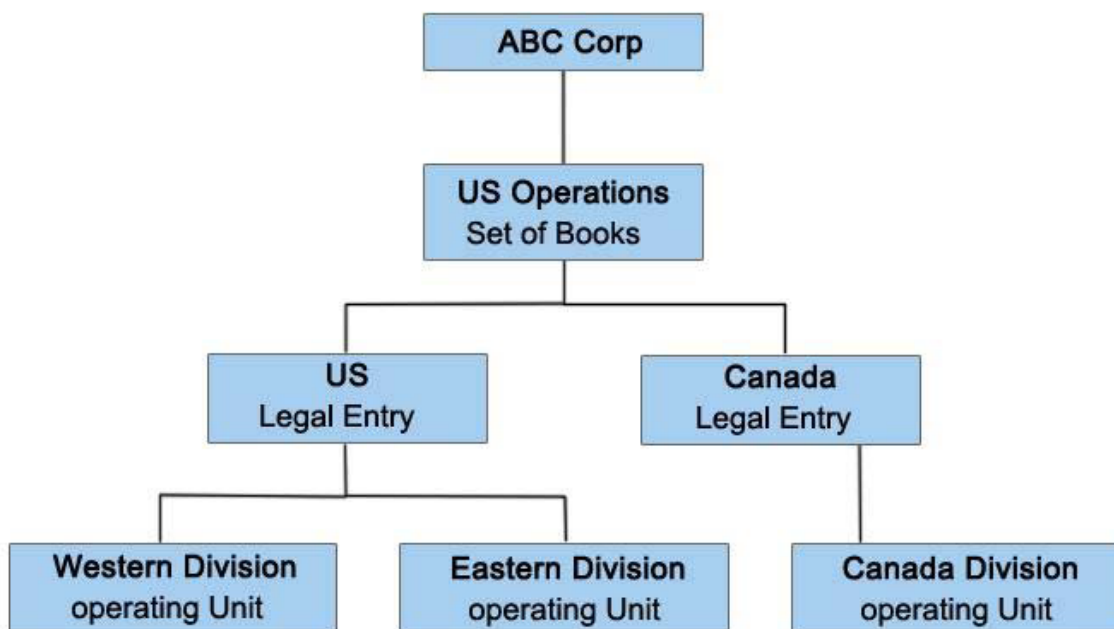 ABC Corp
US Operations
Set of Books
US
Legal Entry
Canada
Legal Entry
Western Division
operating Unit
Eastern Division
operating Unit
Canada Division
operating Unit